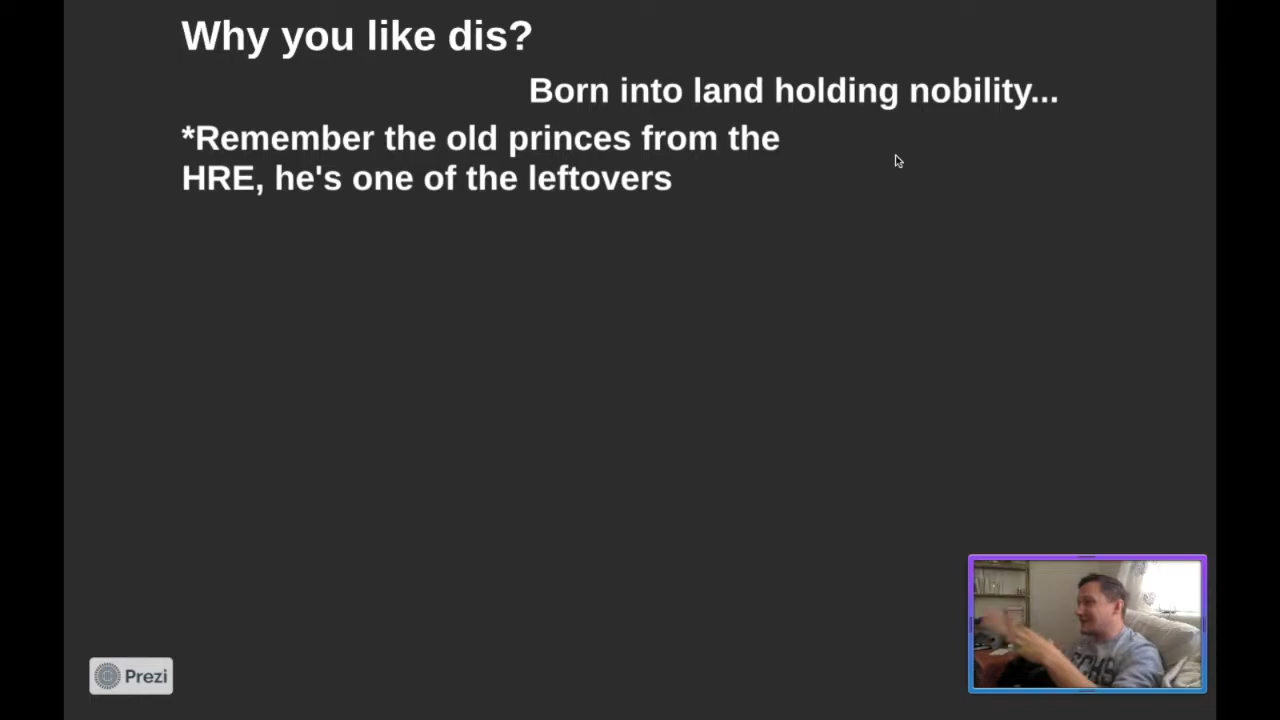 Why you like dis?
Born into land holding nobility...
*Remember the old princes from the
HRE, he's one of the leftovers
Prezi